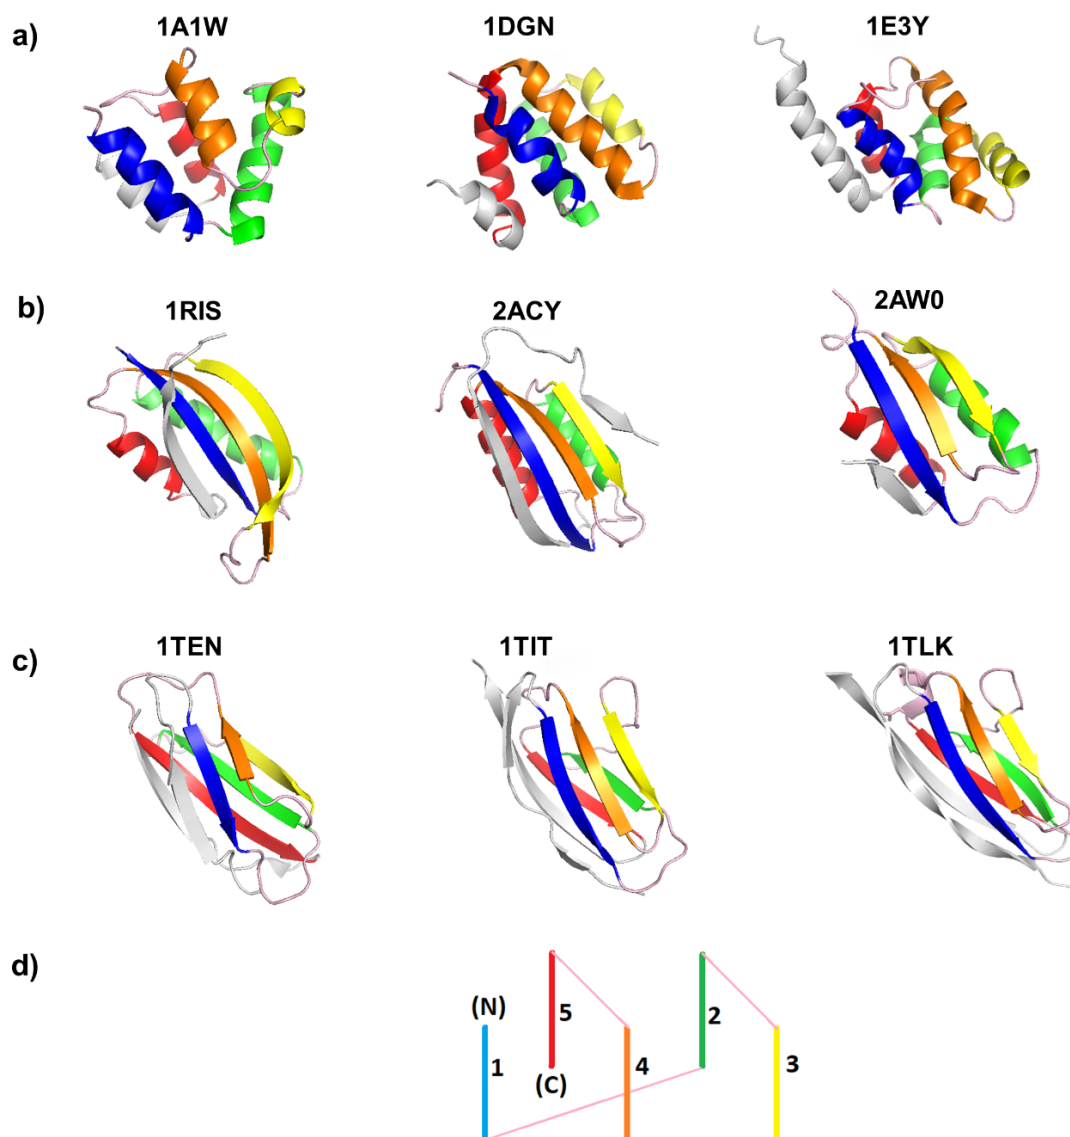 a) 1A1W 1DGN 1E3Y
b) 1RIS 2ACY 2AW0
c) 1TEN 1TIT 1TLK
d)
(N) 5 2
1 (C) 4 3